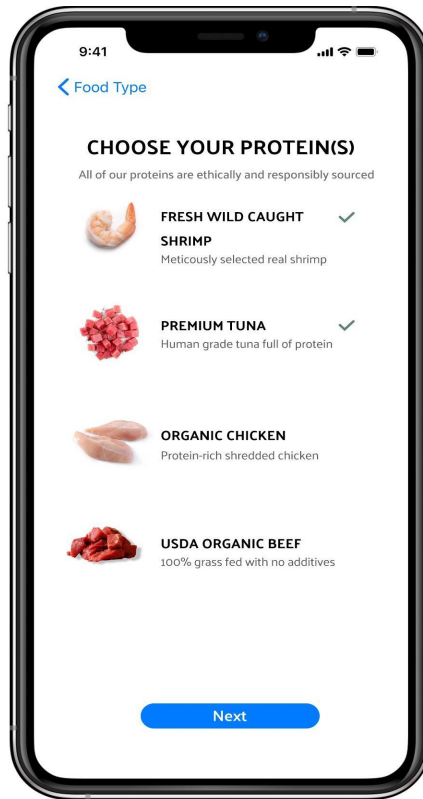 9:41
Food Type
CHOOSE YOUR PROTEIN(S)
All of our proteins are ethically and responsibly sourced
FRESH WILD CAUGHT
SHRIMP
Meticously selected real shrimp
PREMIUM TUNA
Human grade tuna full of protein
ORGANIC CHICKEN
Protein-rich shredded chicken
USDA ORGANIC BEEF
100% grass fed with no additives
Next